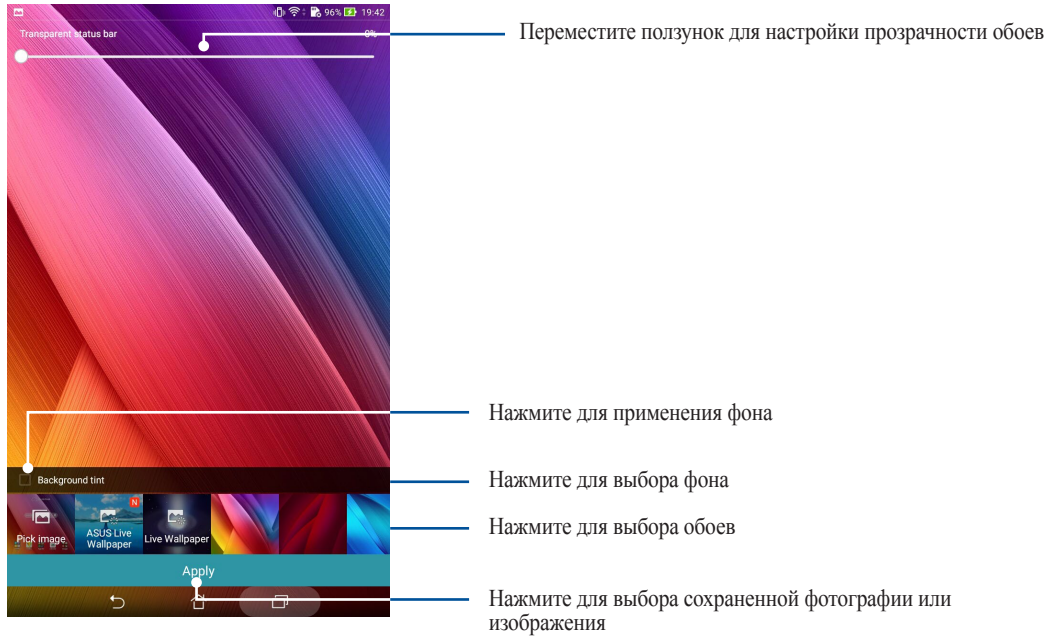 96% 19:42
Transparent status bar 0%
Переместите ползунок для настройки прозрачности обоев
Нажмите для применения фона
Background tint
Нажмите для выбора фона
N
Pick image
ASUS Live
Wallpaper
Live Wallpaper
Нажмите для выбора обоев
Apply
Нажмите для выбора сохраненной фотографии или
изображения